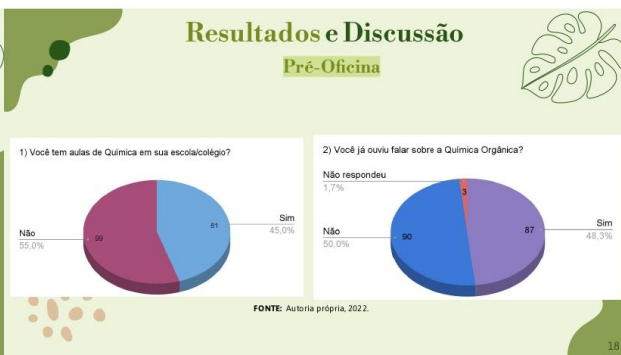 Resultados e Discussão
Pré-Oficina
1) Você tem aulas de Química em sua escola/colégio?
Não
55,0%
99
81
Sim
45,0%
2) Você já ouviu falar sobre a Química Orgânica?
Não respondeu
1,7%
3
Não
50,0%
90
87
Sim
48,3%
FONTE: Autoria própria, 2022.
18